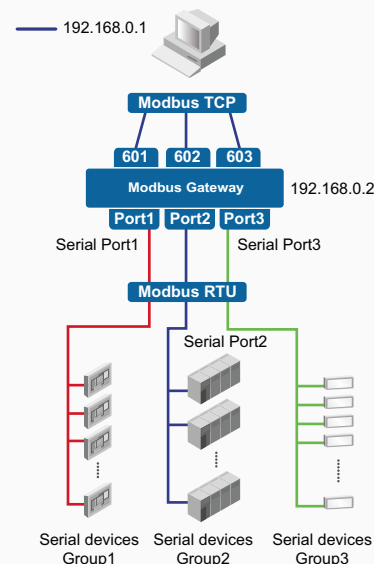 192.168.0.1
Modbus TCP
601 602 603
Modbus Gateway
192.168.0.2
Port1 Port2 Port3
Serial Port1
Serial Port3
Modbus RTU
Serial Port2
Serial devices Group1
Serial devices Group2
Serial devices Group3